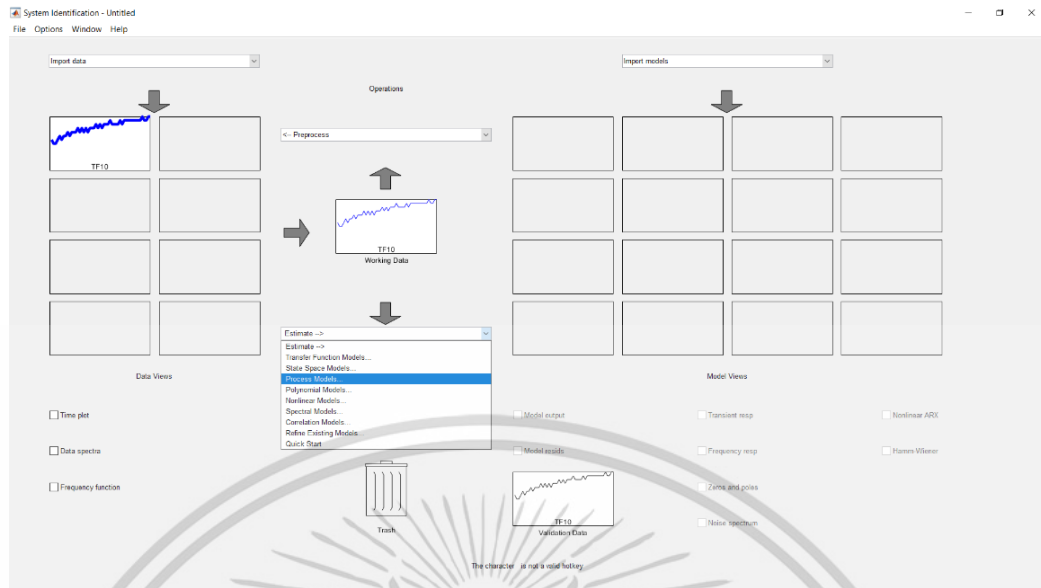 System Identification - Untitled
File Options Window Help
Import data
Import models
Operations
<-- Preprocess
TF10
TF10
Working Data
Estimate -->
Estimate -->
Transfer Function Models...
State Space Models...
Process Models...
Polynomial Models...
Nonlinear Models...
Spectral Models...
Correlation Models...
Refine Existing Models...
Quick Start
Data Views
Model Views
Time plot
Model output
Transient resp
Nonlinear ARX
Data spectra
Model resids
Frequency resp
Hamm-Wiener
Frequency function
Zeros and poles
Trash
TF10
Validation Data
Noise spectrum
The character is not a valid hotkey